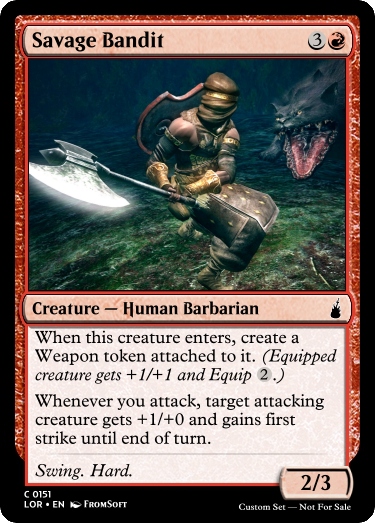 Savage Bandit 3
Creature — Human Barbarian
When this creature enters, create a
Weapon token attached to it. (Equipped
creature gets +1/+1 and Equip 2.)
Whenever you attack, target attacking
creature gets +1/+0 and gains first
strike until end of turn.
Swing. Hard.
2/3
C 0151
LOR • EN FROMSOFT
Custom Set — Not For Sale